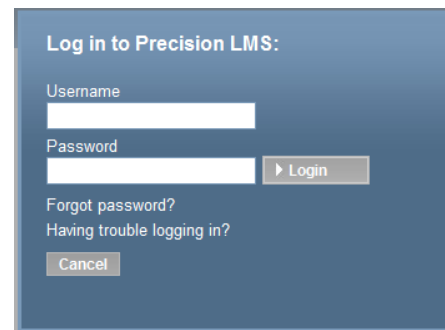 Log in to Precision LMS:
Username
Password
Login
Forgot password?
Having trouble logging in?
Cancel